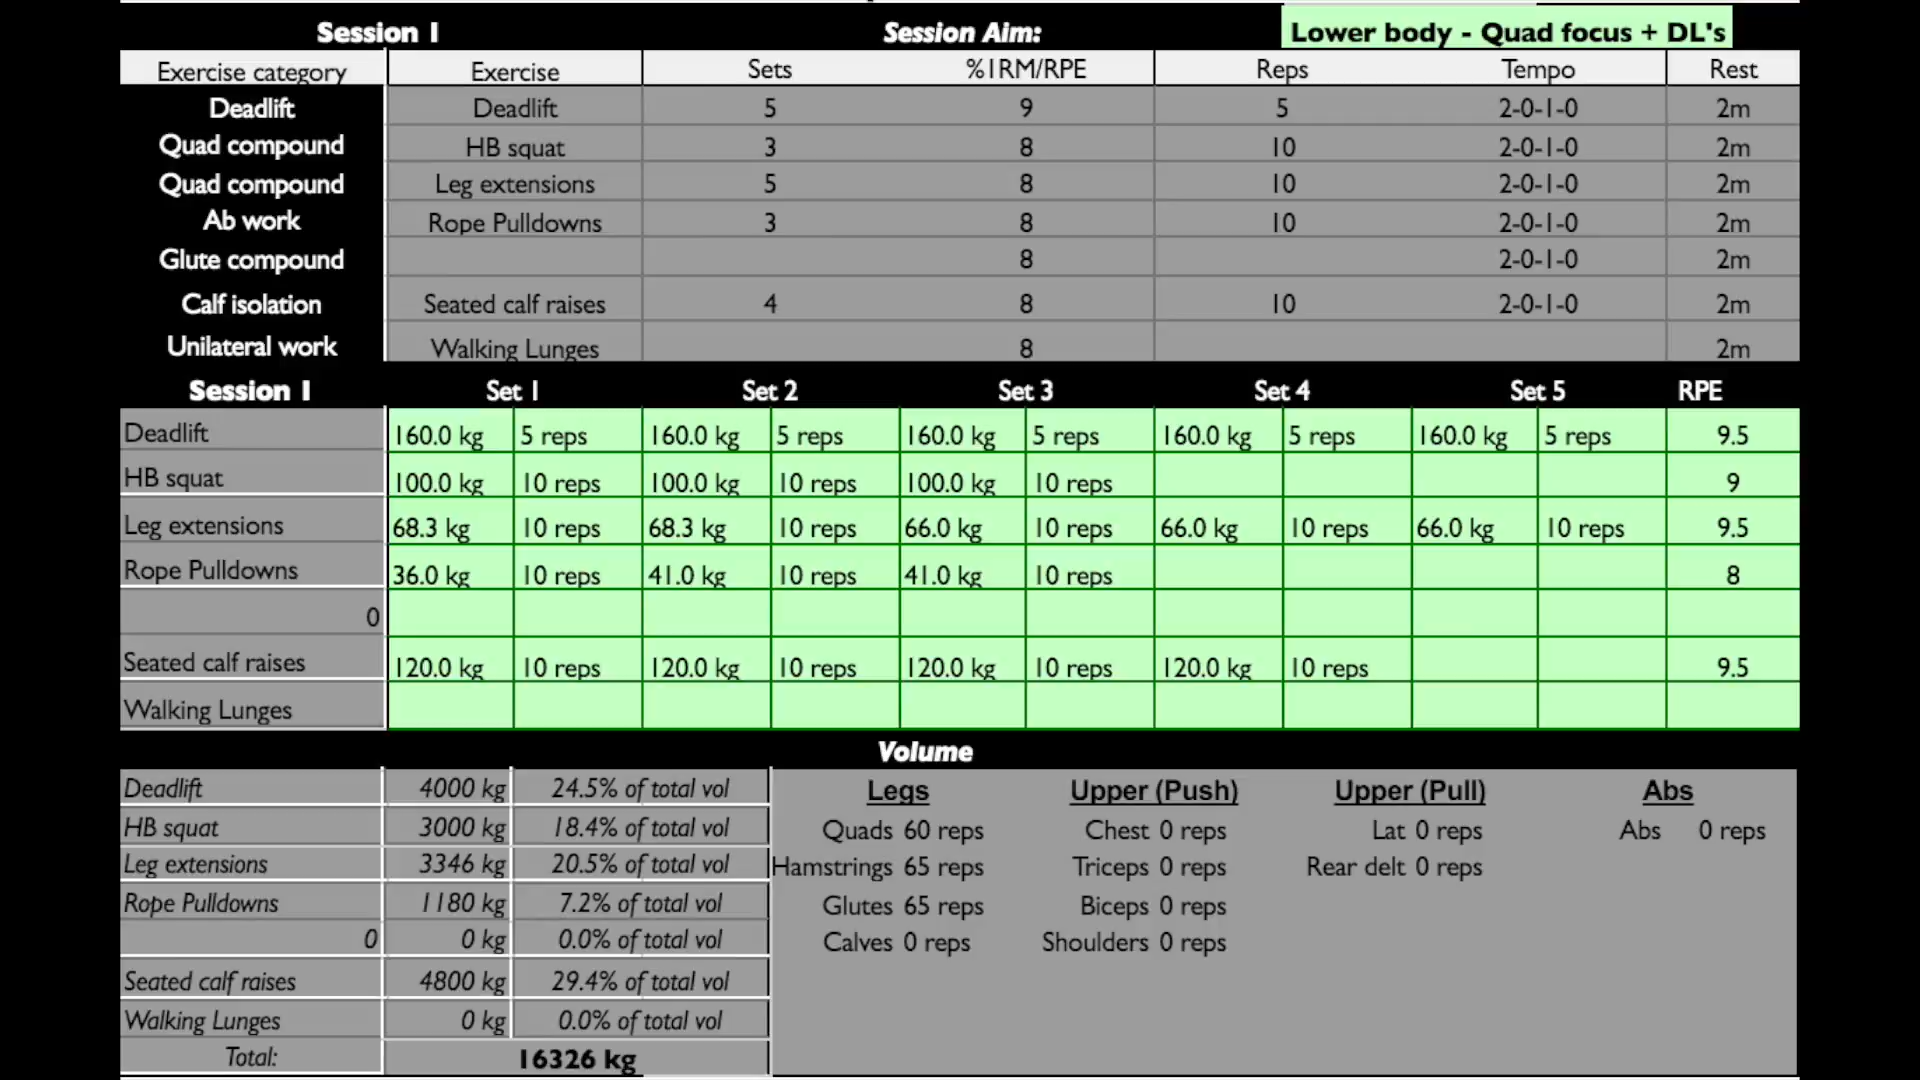 Session 1 Session Aim: Lower body - Quad focus + DL's
Exercise category Exercise Sets %1RM/RPE Reps Tempo Rest
Deadlift Deadlift 5 9 5 2-0-1-0 2m
Quad compound HB squat 3 8 10 2-0-1-0 2m
Quad compound Leg extensions 5 8 10 2-0-1-0 2m
Ab work Rope Pulldowns 3 8 10 2-0-1-0 2m
Glute compound 8 2-0-1-0 2m
Calf isolation Seated calf raises 4 8 10 2-0-1-0 2m
Unilateral work Walking Lunges 8 2m
Session 1 Set 1 Set 2 Set 3 Set 4 Set 5 RPE
Deadlift 160.0 kg 5 reps 160.0 kg 5 reps 160.0 kg 5 reps 160.0 kg 5 reps 160.0 kg 5 reps 9.5
HB squat 100.0 kg 10 reps 100.0 kg 10 reps 100.0 kg 10 reps 9
Leg extensions 68.3 kg 10 reps 68.3 kg 10 reps 66.0 kg 10 reps 66.0 kg 10 reps 66.0 kg 10 reps 9.5
Rope Pulldowns 36.0 kg 10 reps 41.0 kg 10 reps 41.0 kg 10 reps 8
0
Seated calf raises 120.0 kg 10 reps 120.0 kg 10 reps 120.0 kg 10 reps 120.0 kg 10 reps 9.5
Walking Lunges
Volume
Deadlift 4000 kg 24.5% of total vol Legs Upper (Push) Upper (Pull) Abs
HB squat 3000 kg 18.4% of total vol Quads 60 reps Chest 0 reps Lat 0 reps Abs 0 reps
Leg extensions 3346 kg 20.5% of total vol Hamstrings 65 reps Triceps 0 reps Rear delt 0 reps
Rope Pulldowns 1180 kg 7.2% of total vol Glutes 65 reps Biceps 0 reps
0 0 kg 0.0% of total vol Calves 0 reps Shoulders 0 reps
Seated calf raises 4800 kg 29.4% of total vol
Walking Lunges 0 kg 0.0% of total vol
Total: 16326 kg